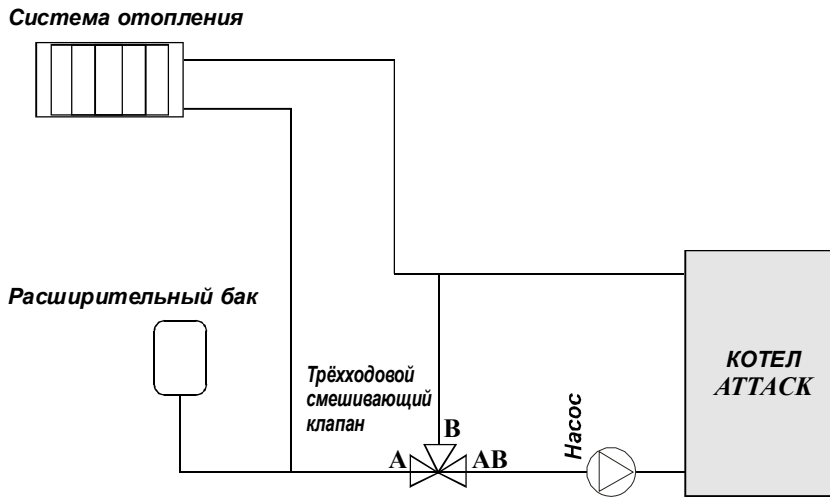 Система отопления
Расширительный бак
Трёхходовой
смешивающий
клапан
B
A
AB
Насос
КОТЕЛ
ATTACK